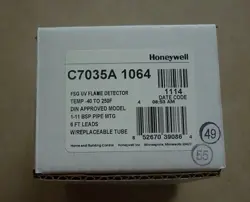 Honeywell
C7035A 1064
1114
DATE CODE
FSG UV FLAME DETECTOR
TEMP -40 TO 250F
DIN APPROVED MODEL
1-11 BSP PIPE MTG
6 FT LEADS
W/REPLACEABLE TUBE
49
55